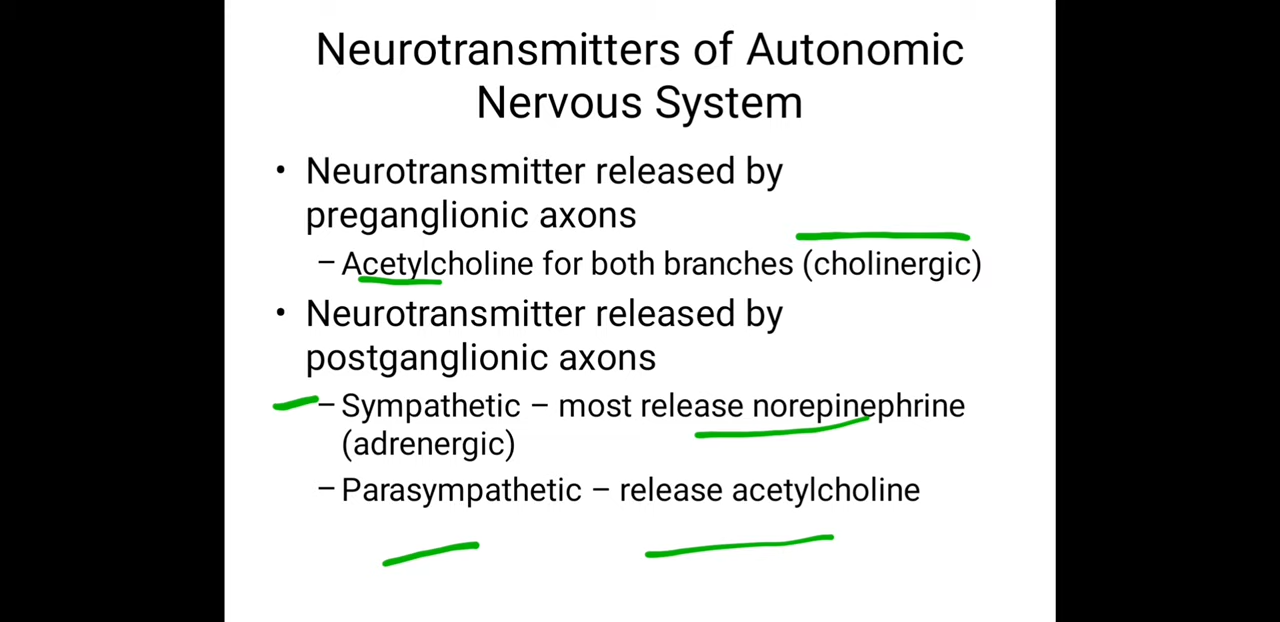 Neurotransmitters of Autonomic
Nervous System
• Neurotransmitter released by
preganglionic axons
– Acetylcholine for both branches (cholinergic)
• Neurotransmitter released by
postganglionic axons
– Sympathetic – most release norepinephrine
(adrenergic)
– Parasympathetic – release acetylcholine